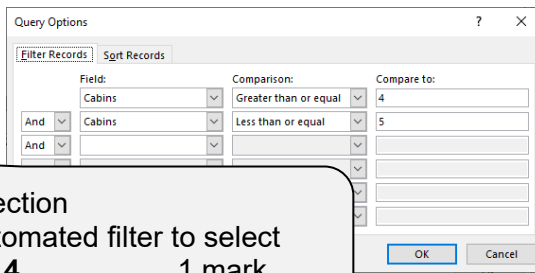 Query Options ? ×
Filter Records Sort Records
Field: Comparison: Compare to:
Cabins Greater than or equal 4
And Cabins Less than or equal 5
And
ection
tomated filter to select
4 1 mark
OK Cancel